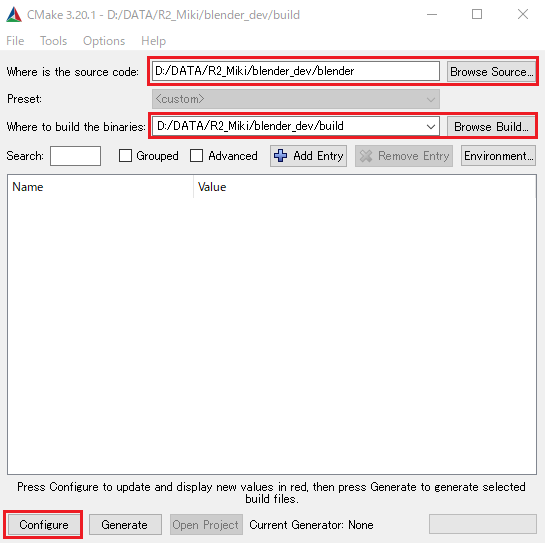 CMake 3.20.1 - D:/DATA/R2_Miki/blender_dev/build
File Tools Options Help
Where is the source code: D:/DATA/R2_Miki/blender_dev/blender Browse Source...
Preset: <custom>
Where to build the binaries: D:/DATA/R2_Miki/blender_dev/build Browse Build...
Search: Grouped Advanced Add Entry Remove Entry Environment...
Name Value
Press Configure to update and display new values in red, then press Generate to generate selected
build files.
Configure Generate Open Project Current Generator: None